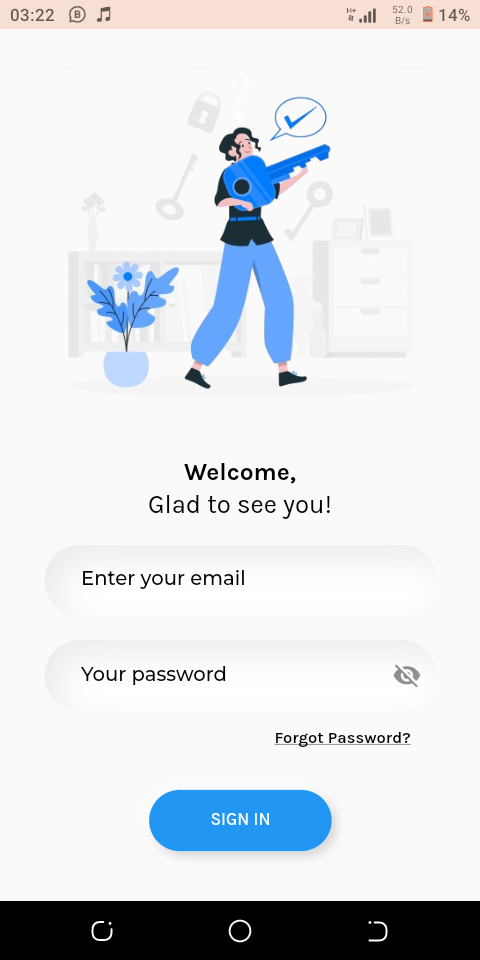 03:22
H+
52.0
B/s
14%
Welcome,
Glad to see you!
Enter your email
Your password
Forgot Password?
SIGN IN